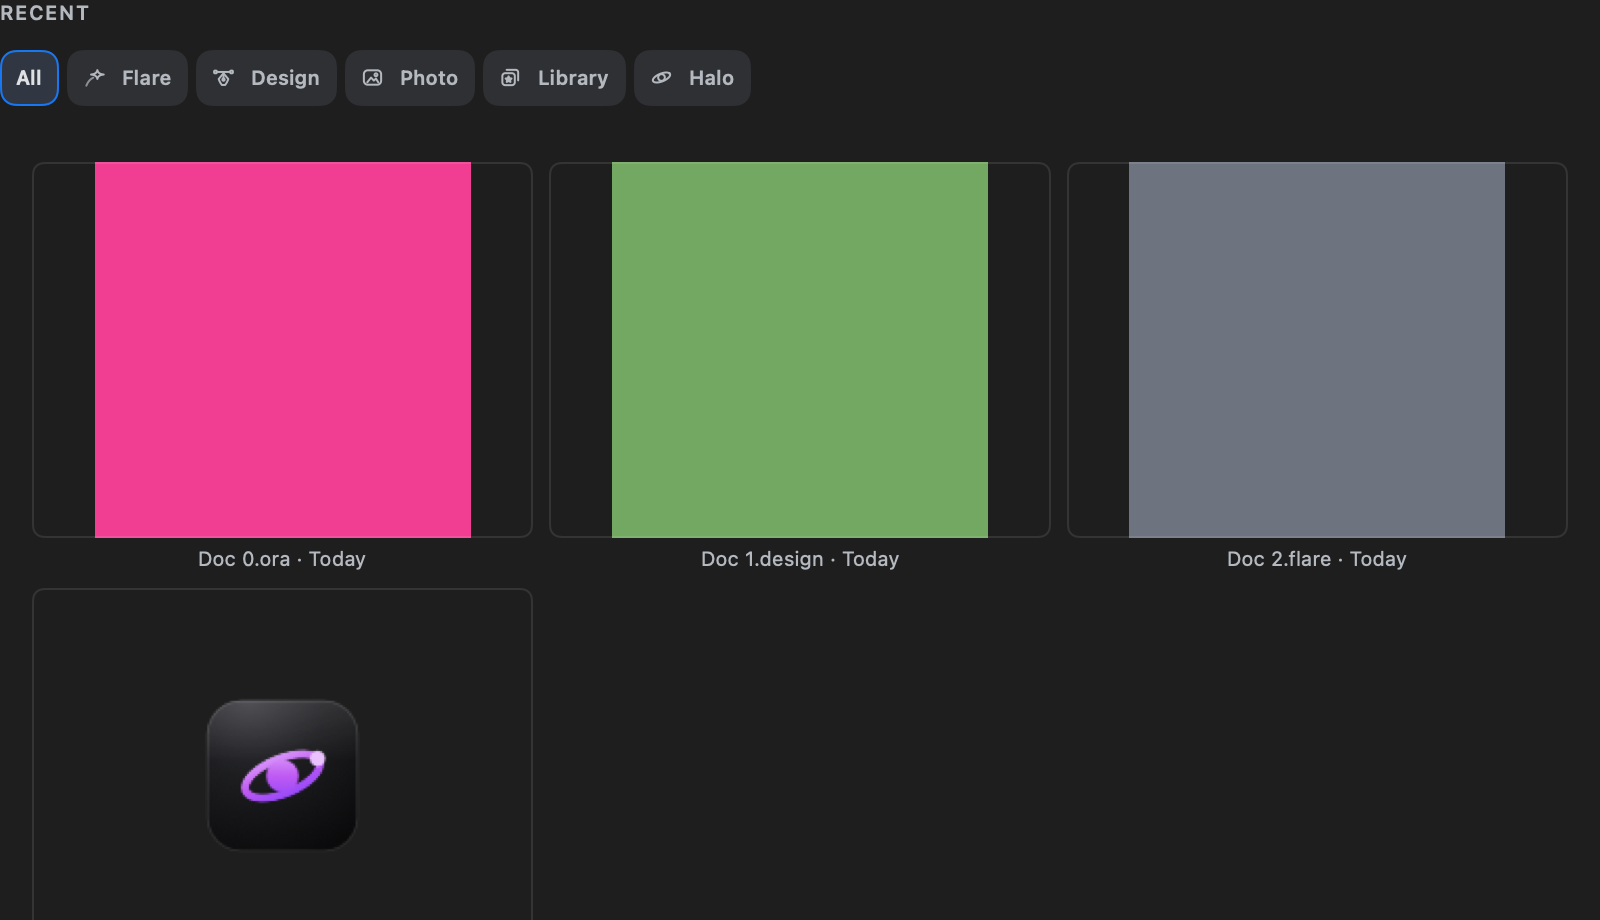 RECENT
All
Flare
Design
Photo
Library
Halo
Doc 0.ora · Today
Doc 1.design · Today
Doc 2.flare · Today